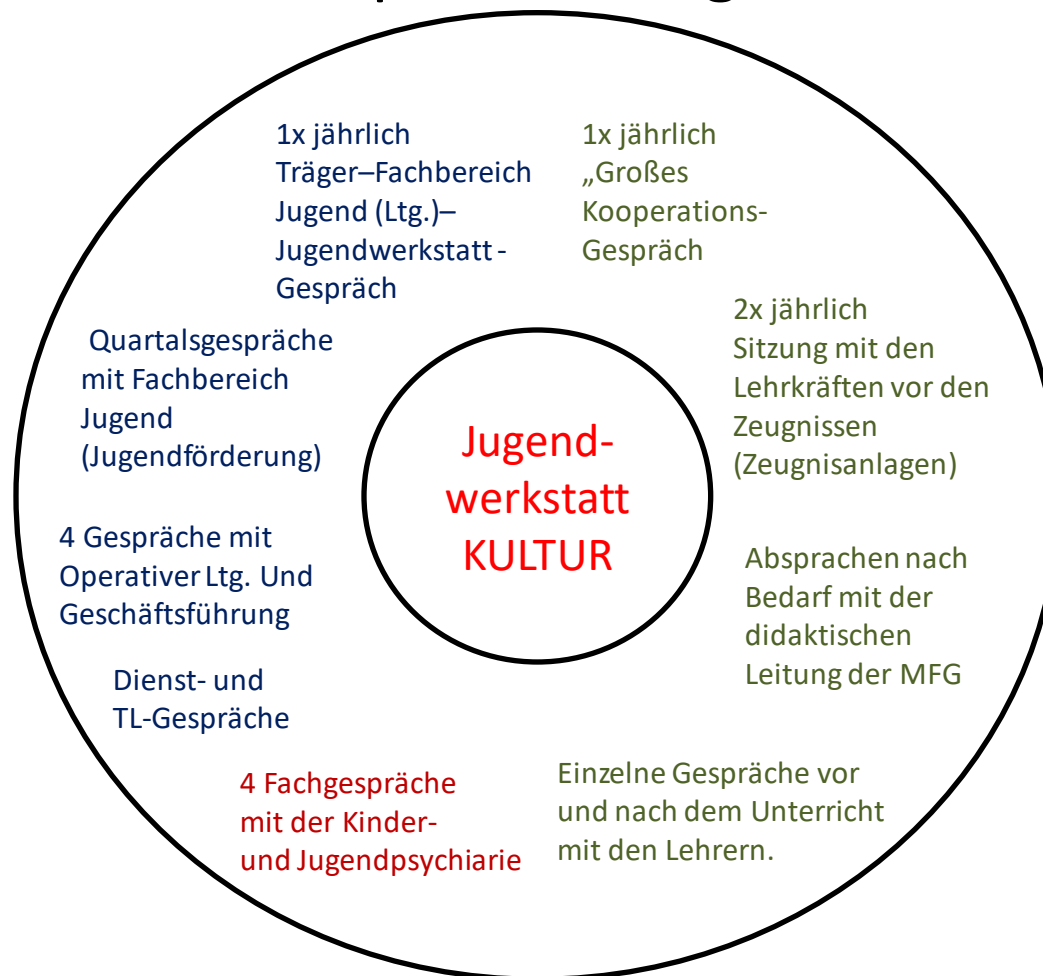 1x jährlich
Träger–Fachbereich
Jugend (Ltg.)–
Jugendwerkstatt-
Gespräch
1x jährlich
„Großes
Kooperations-
Gespräch
2x jährlich
Sitzung mit den
Lehrkräften vor den
Zeugnissen
(Zeugnisanlagen)
Quartalsgespräche
mit Fachbereich
Jugend
(Jugendförderung)
Jugend-
werkstatt
KULTUR
4 Gespräche mit
Operativer Ltg. Und
Geschäftsführung
Absprachen nach
Bedarf mit der
didaktischen
Leitung der MFG
Dienst- und
TL-Gespräche
4 Fachgespräche
mit der Kinder-
und Jugendpsychiarie
Einzelne Gespräche vor
und nach dem Unterricht
mit den Lehrern.